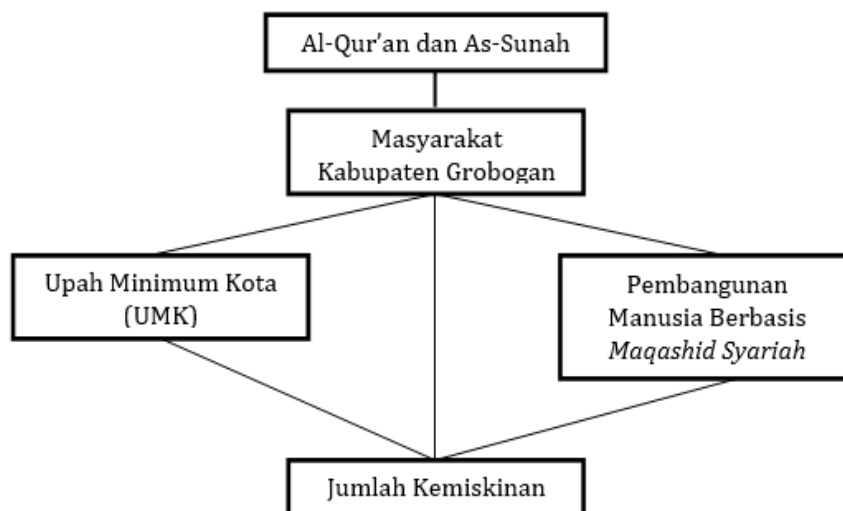 Al-Qur'an dan As-Sunah
Masyarakat
Kabupaten Grobogan
Upah Minimum Kota
(UMK)
Pembangunan
Manusia Berbasis
Maqashid Syariah
Jumlah Kemiskinan